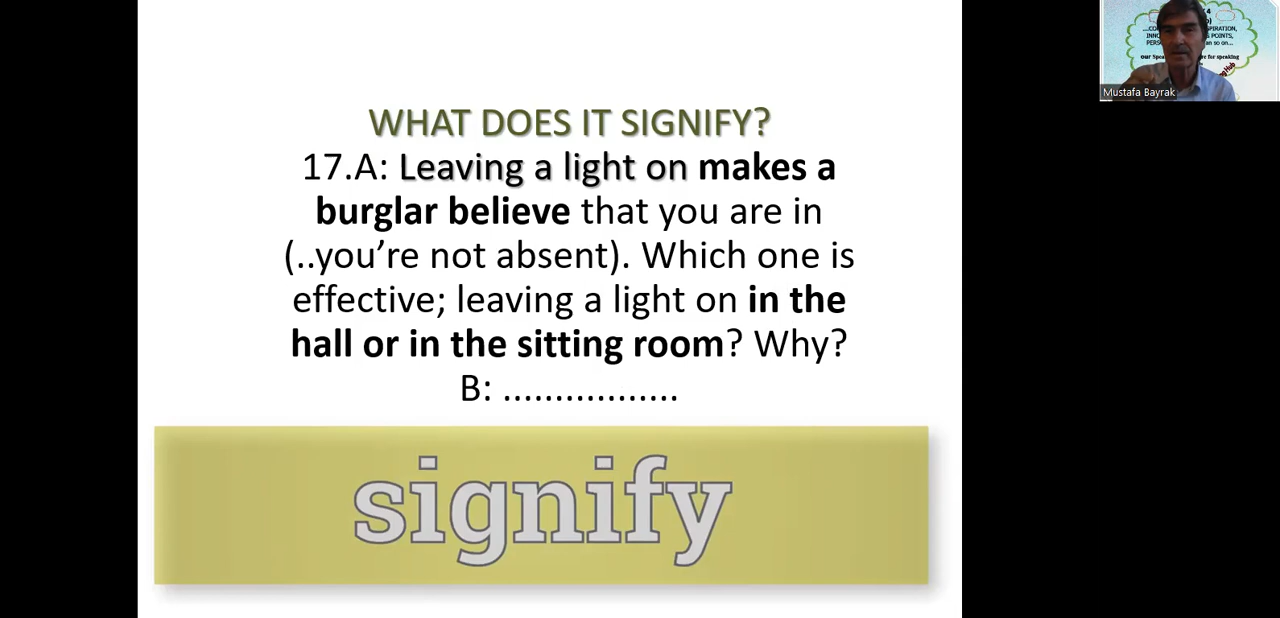 WHAT DOES IT SIGNIFY?
17.A: Leaving a light on makes a
burglar believe that you are in
(..you're not absent). Which one is
effective; leaving a light on in the
hall or in the sitting room? Why?
B: .................
signify
Mustafa Bayrak